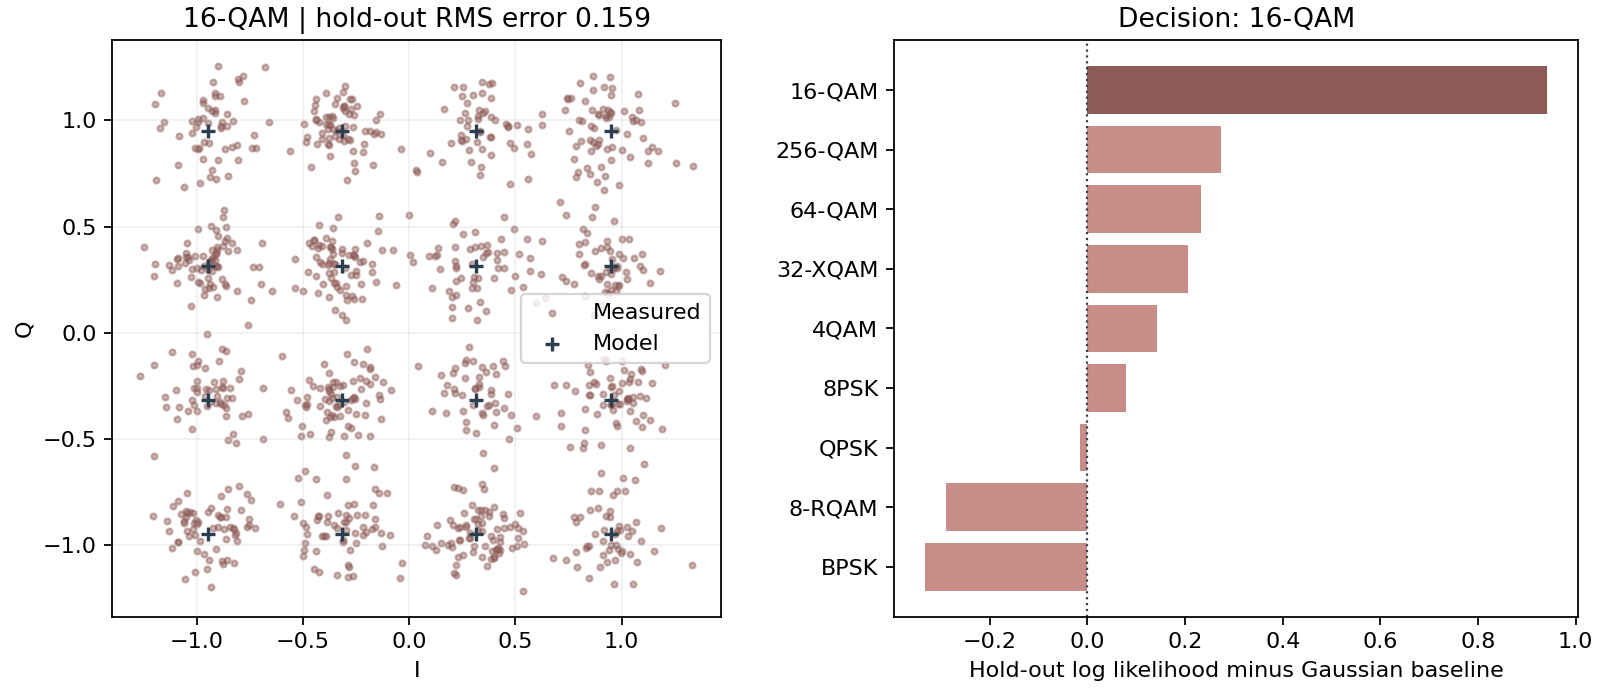 16-QAM | hold-out RMS error 0.159
1.0
0.5
0.0
−0.5
−1.0
Q
Measured
Model
−1.0 −0.5 0.0 0.5 1.0
I
Decision: 16-QAM
16-QAM
256-QAM
64-QAM
32-XQAM
4QAM
8PSK
QPSK
8-RQAM
BPSK
−0.2 0.0 0.2 0.4 0.6 0.8 1.0
Hold-out log likelihood minus Gaussian baseline